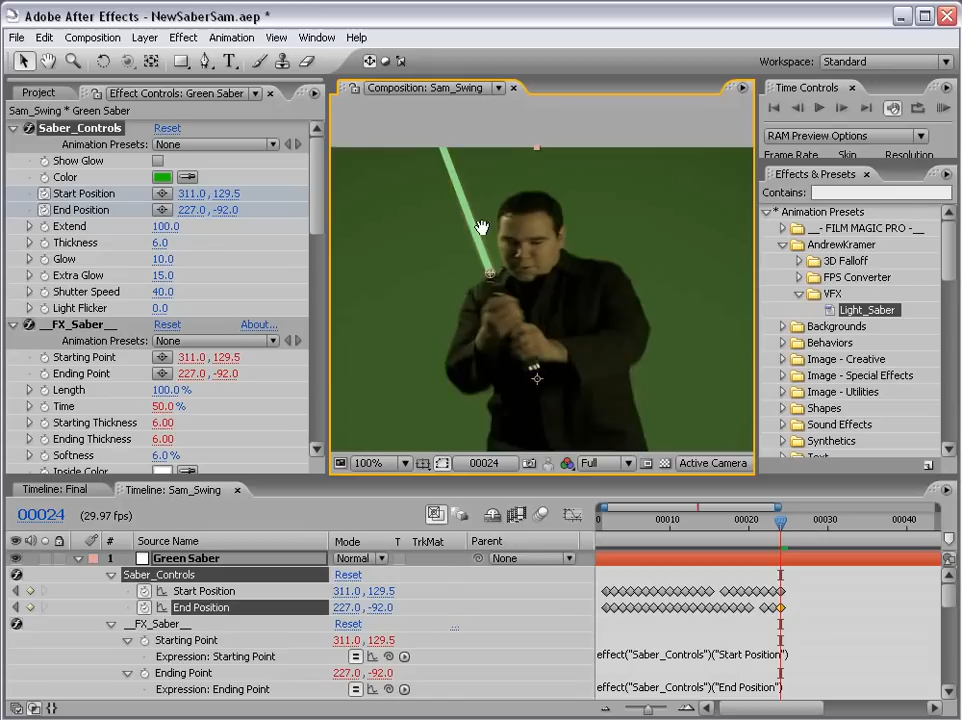 Adobe After Effects - NewSaberSam.aep *
File Edit Composition Layer Effect Animation View Window Help
Workspace: Standard
Project
Effect Controls: Green Saber
Sam_Swing * Green Saber
Saber_Controls Reset
Animation Presets: None
Show Glow
Color
Start Position 311.0, 129.5
End Position 227.0, -92.0
Extend 100.0
Thickness 6.0
Glow 10.0
Extra Glow 15.0
Shutter Speed 40.0
Light Flicker 0.0
__FX_Saber__ Reset About...
Animation Presets: None
Starting Point 311.0, 129.5
Ending Point 227.0, -92.0
Length 100.0 %
Time 50.0 %
Starting Thickness 6.00
Ending Thickness 6.00
Softness 6.0 %
Inside Color
Composition: Sam_Swing
100% 00024 Full Active Camera
Time Controls
RAM Preview Options
Frame Rate Skip Resolution
Effects & Presets
Contains:
* Animation Presets
__- FILM MAGIC PRO -__
AndrewKramer
3D Falloff
FPS Converter
VFX
Light_Saber
Backgrounds
Behaviors
Image - Creative
Image - Special Effects
Image - Utilities
Shapes
Sound Effects
Synthetics
Text
Timeline: Final
Timeline: Sam_Swing
00024 (29.97 fps)
00010 00020 00030 00040
# Source Name Mode T TrkMat Parent
1 Green Saber Normal None
Saber_Controls Reset
Start Position 311.0, 129.5
End Position 227.0, -92.0
__FX_Saber__ Reset
Starting Point 311.0, 129.5
Expression: Starting Point effect("Saber_Controls")("Start Position")
Ending Point 227.0, -92.0
Expression: Ending Point effect("Saber_Controls")("End Position")